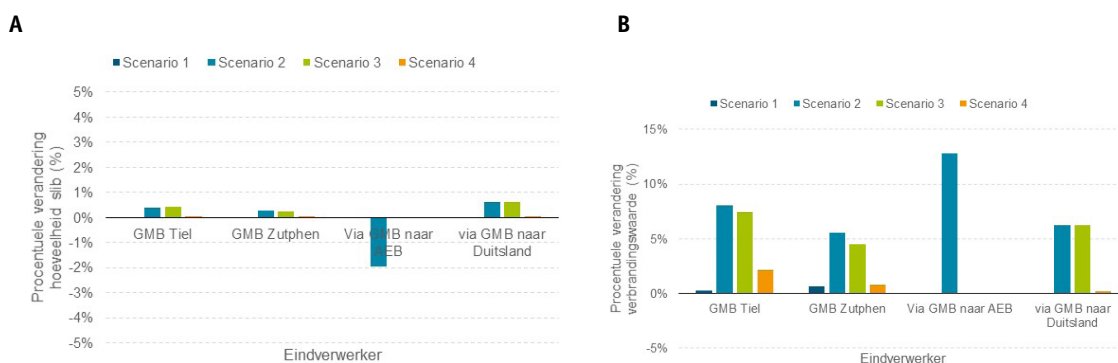 A
Scenario 1 Scenario 2 Scenario 3 Scenario 4
Procentuele verandering
hoeveelheid slib (%)
5%
4%
3%
2%
1%
0%
-1%
-2%
-3%
-4%
-5%
GMB Tiel
GMB Zutphen
Via GMB naar
AEB
via GMB naar
Duitsland
Eindverwerker
B
Scenario 1 Scenario 2 Scenario 3 Scenario 4
Procentuele verandering
verbrandingswaarde (%)
15%
10%
5%
0%
-5%
GMB Tiel
GMB Zutphen
Via GMB naar AEB
via GMB naar
Duitsland
Eindverwerker